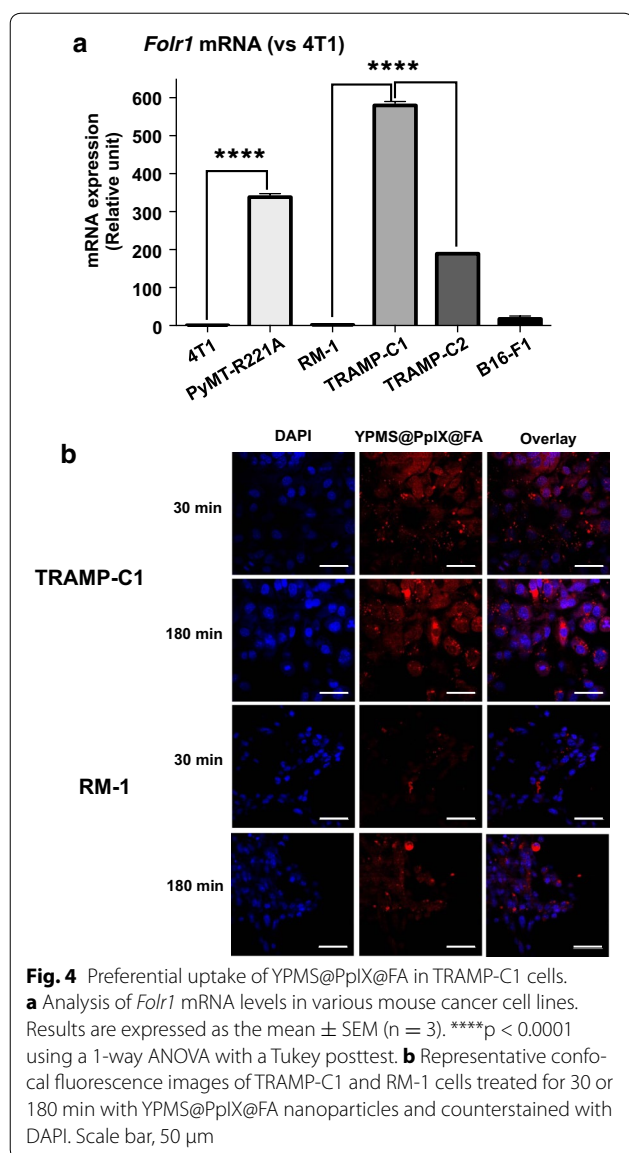 a Folr1 mRNA (vs 4T1)
****
****
mRNA expression
(Relative unit)
600
500
400
300
200
100
0
4T1
PyMT-R221A
RM-1
TRAMP-C1
TRAMP-C2
B16-F1
b
DAPI YPMS@PpIX@FA Overlay
30 min
TRAMP-C1
180 min
30 min
RM-1
180 min
Fig. 4 Preferential uptake of YPMS@PpIX@FA in TRAMP-C1 cells.
a Analysis of Folr1 mRNA levels in various mouse cancer cell lines.
Results are expressed as the mean ± SEM (n = 3). ****p < 0.0001
using a 1-way ANOVA with a Tukey posttest. b Representative confo-
cal fluorescence images of TRAMP-C1 and RM-1 cells treated for 30 or
180 min with YPMS@PpIX@FA nanoparticles and counterstained with
DAPI. Scale bar, 50 μm